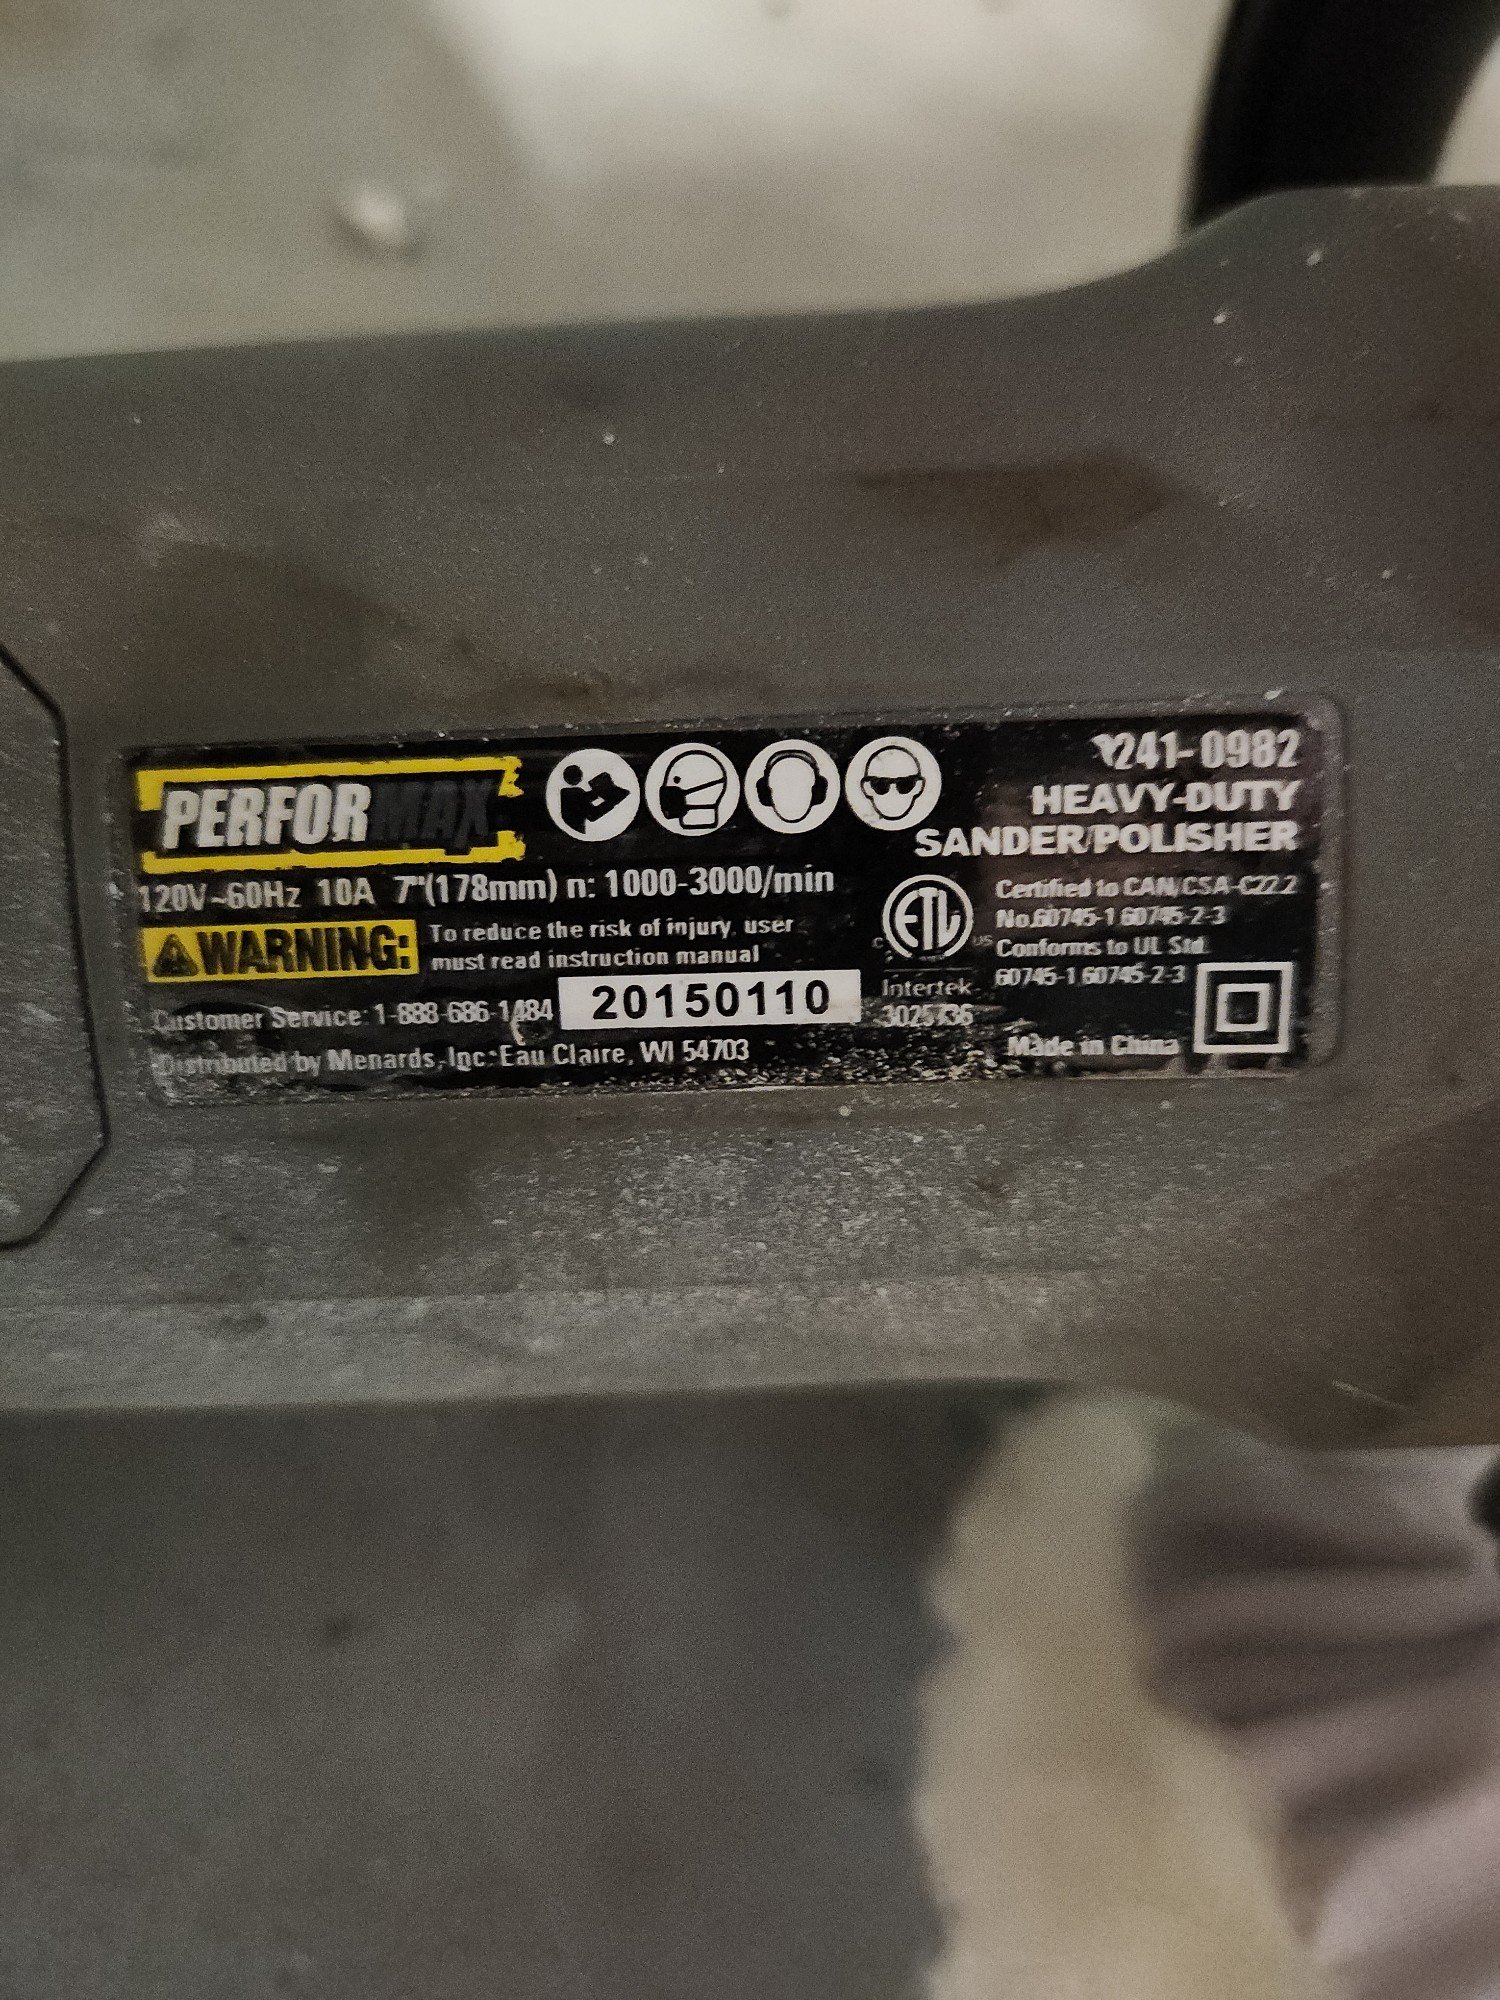 PERFORMAX
241-0982
HEAVY-DUTY
SANDER/POLISHER
120V~60Hz 10A 7"(178mm) n: 1000-3000/min
WARNING: To reduce the risk of injury, user
must read instruction manual
Customer Service: 1-888-686-1484
20150110
Distributed by Menards, Inc. Eau Claire, WI 54703
ETL
C US
Intertek
Certified to CAN/CSA-C22.2
No.60745-1 60745-2-3
Conforms to UL Std.
60745-1 60745-2-3
Made in China